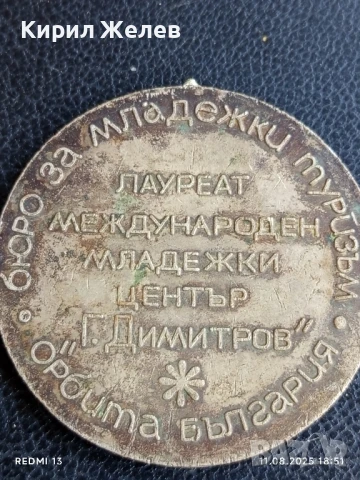 Кирил Желев
• БЮРО ЗА МЛАДЕЖКИ ТУРИЗЪМ •
ЛАУРЕАТ
МЕЖДУНАРОДЕН
МЛАДЕЖКИ
ЦЕНТЪР
"Г.ДИМИТРОВ"
"ОРБИТА БЪЛГАРИЯ"
REDMI 13
11.08.2025 18:51